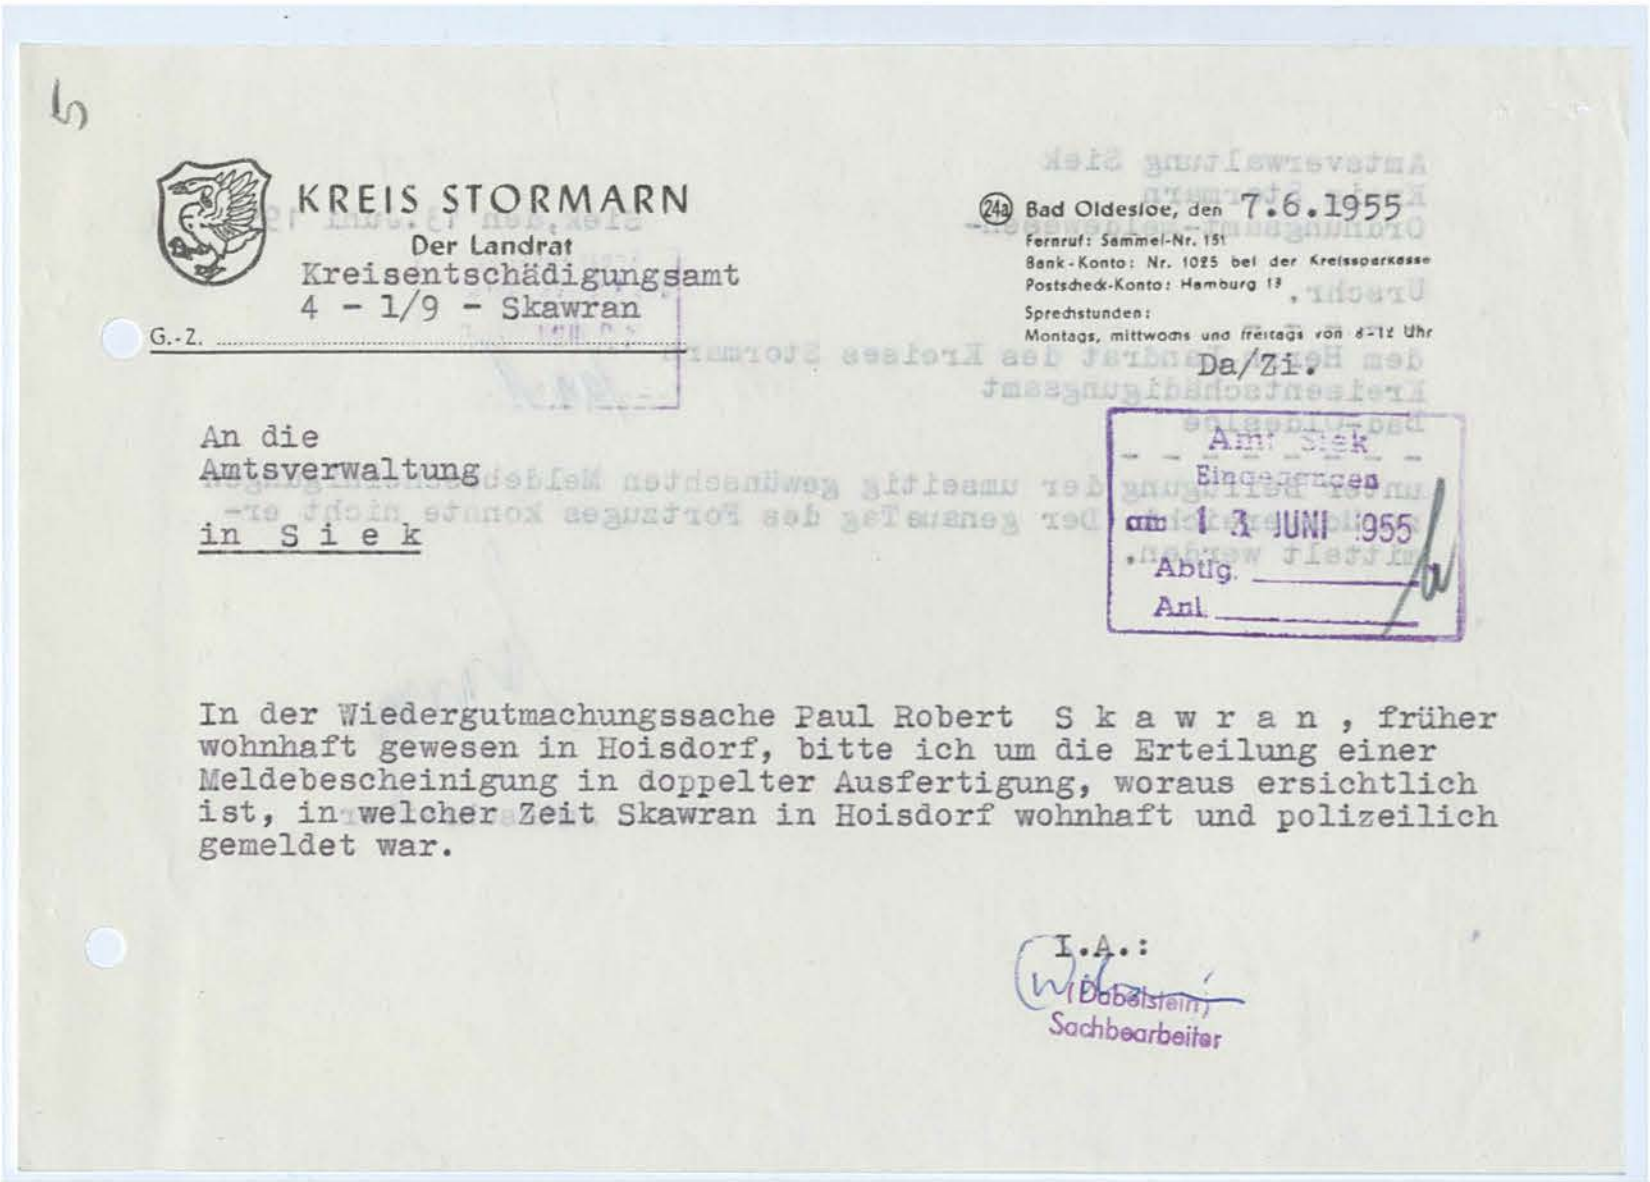 5
KREIS STORMARN
Der Landrat
Kreisentschädigungsamt
4 - 1/9 - Skawran
G.-Z.
24a Bad Oldesloe, den 7.6.1955
Fernruf: Sammel-Nr. 151
Bank-Konto: Nr. 1025 bei der Kreissparkasse
Postscheck-Konto: Hamburg 13
Sprechstunden:
Montags, mittwochs und freitags von 8-12 Uhr
Da/Zi.
An die
Amtsverwaltung
in S i e k
Amt Siek
Eingegangen
am 13 JUNI 1955
Abtlg.
Anl.
In der Wiedergutmachungssache Paul Robert S k a w r a n , früher
wohnhaft gewesen in Hoisdorf, bitte ich um die Erteilung einer
Meldebescheinigung in doppelter Ausfertigung, woraus ersichtlich
ist, in welcher Zeit Skawran in Hoisdorf wohnhaft und polizeilich
gemeldet war.
I.A.:
(Dabelstein)
Sachbearbeiter